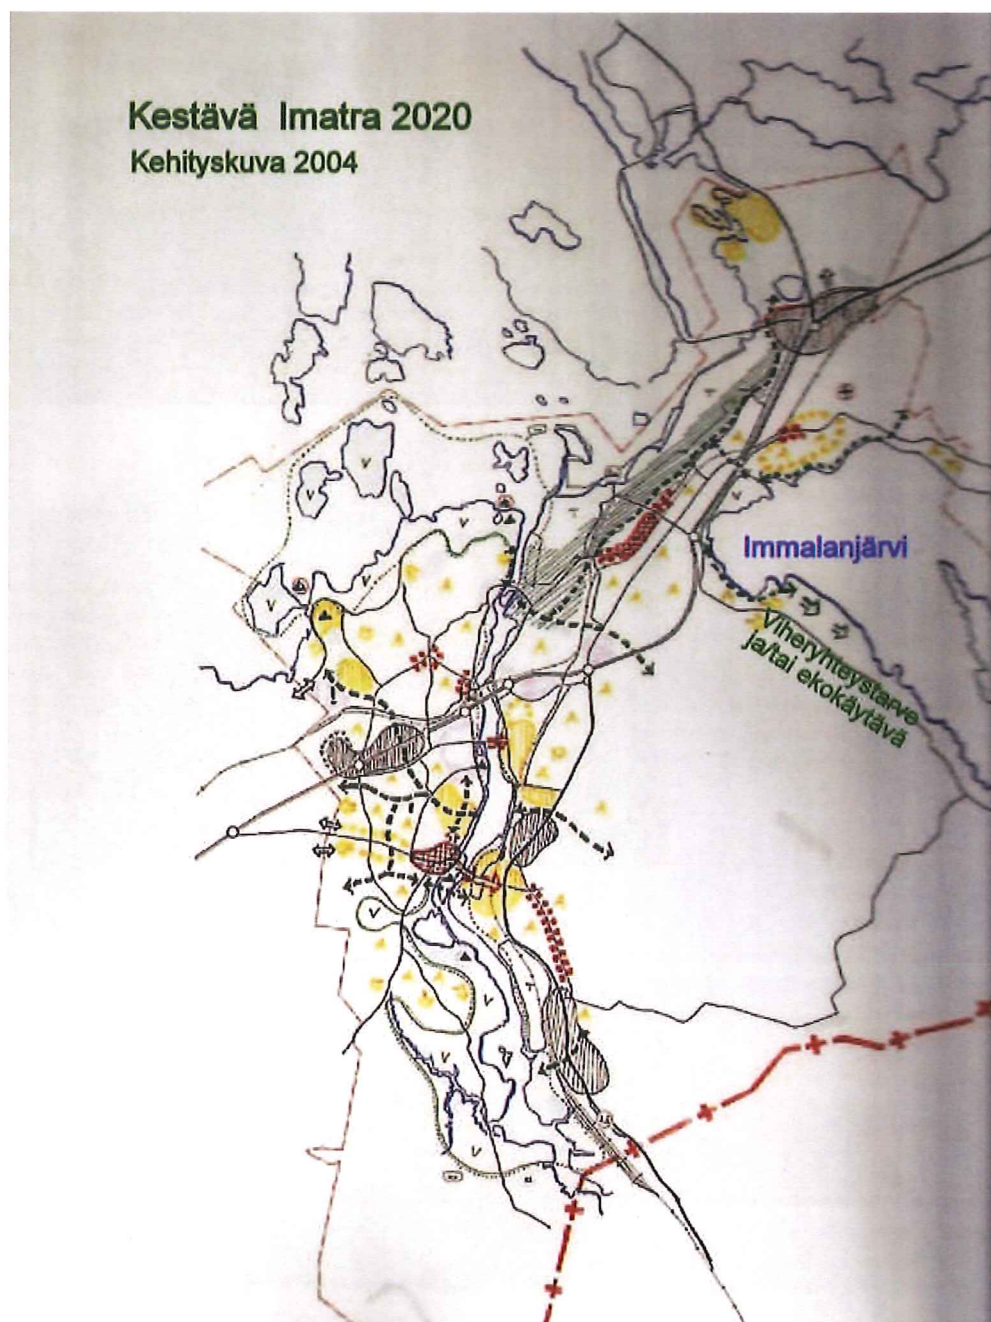 Kestävä Imatra 2020
Kehityskuva 2004
V
V
V
V
V
V
Immalanjärvi
Viheryhteystarve
ja/tai ekokäytävä
V
V
V
V